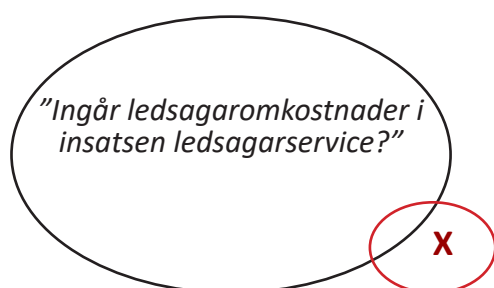 ”Ingår ledsagaromkostnader i
insatsen ledsagarservice?”
X